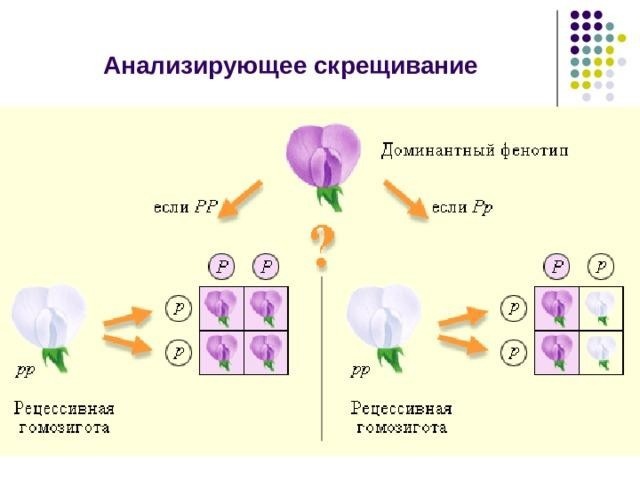 Анализирующее скрещивание
Доминантный фенотип
если PP
если Pp
?
P P
p
p
pp
Рецессивная
гомозигота
P p
p
p
pp
Рецессивная
гомозигота